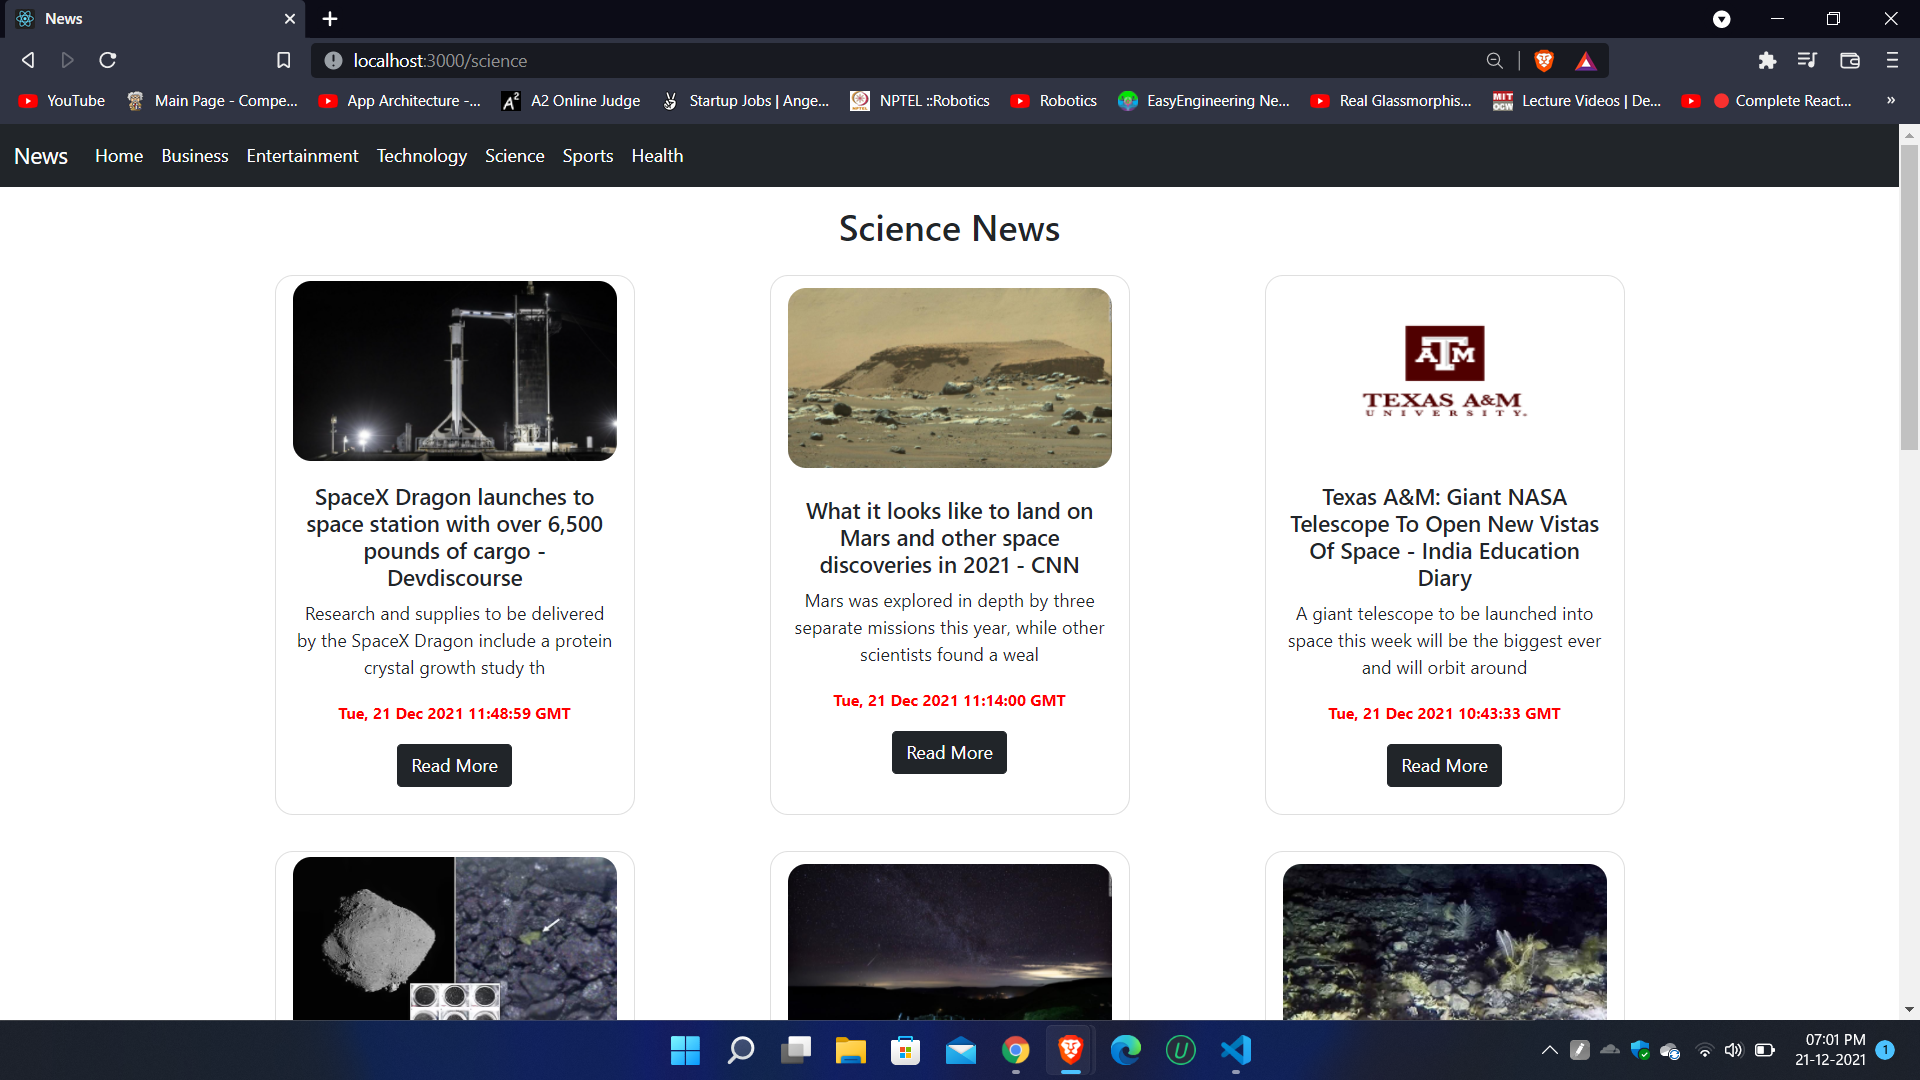 News
localhost:3000/science
YouTube
Main Page - Compe...
App Architecture -...
A2 Online Judge
Startup Jobs | Ange...
NPTEL ::Robotics
Robotics
EasyEngineering Ne...
Real Glassmorphis...
Lecture Videos | De...
Complete React...
»
News Home Business Entertainment Technology Science Sports Health
Science News
SpaceX Dragon launches to
space station with over 6,500
pounds of cargo -
Devdiscourse
Research and supplies to be delivered
by the SpaceX Dragon include a protein
crystal growth study th
Tue, 21 Dec 2021 11:48:59 GMT
Read More
What it looks like to land on
Mars and other space
discoveries in 2021 - CNN
Mars was explored in depth by three
separate missions this year, while other
scientists found a weal
Tue, 21 Dec 2021 11:14:00 GMT
Read More
ATM
TEXAS A&M
UNIVERSITY.
Texas A&M: Giant NASA
Telescope To Open New Vistas
Of Space - India Education
Diary
A giant telescope to be launched into
space this week will be the biggest ever
and will orbit around
Tue, 21 Dec 2021 10:43:33 GMT
Read More
07:01 PM
21-12-2021
1